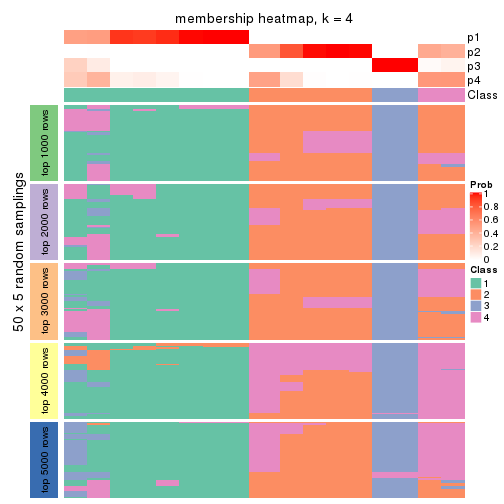 membership heatmap, k = 4
p1
p2
p3
p4
Class
50 x 5 random samplings
top 1000 rows
top 2000 rows
top 3000 rows
top 4000 rows
top 5000 rows
Prob
1
0.8
0.6
0.4
0.2
0
Class
1
2
3
4